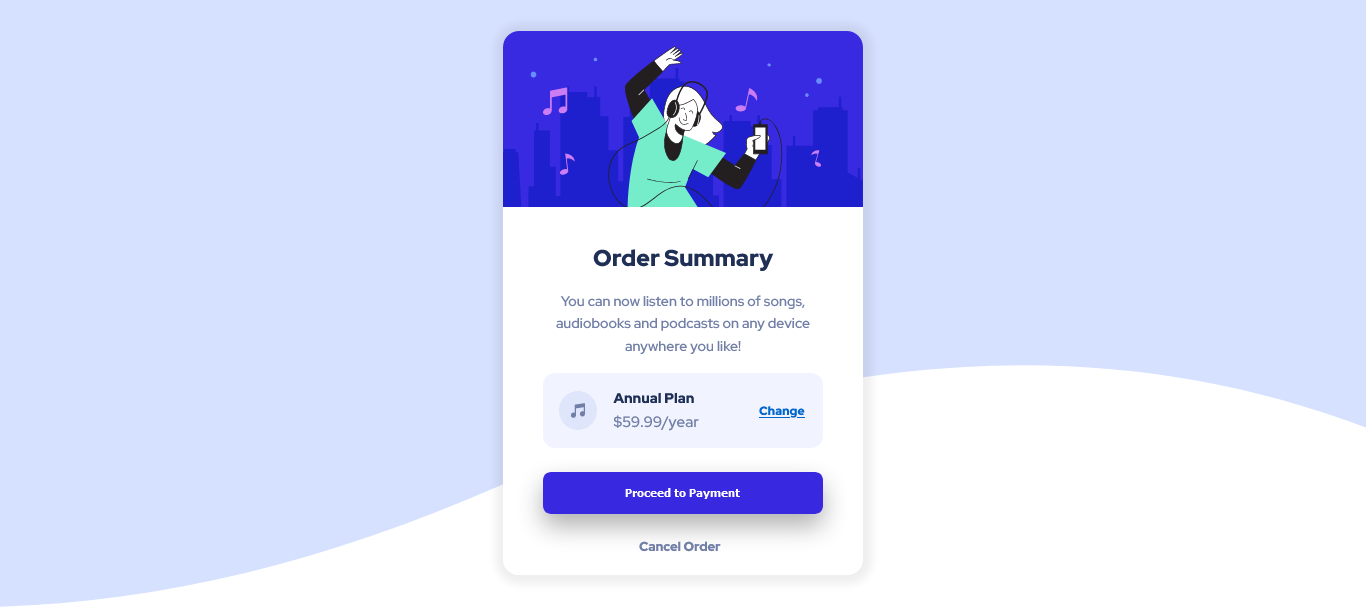 Order Summary
You can now listen to millions of songs,
audiobooks and podcasts on any device
anywhere you like!
Annual Plan
$59.99/year
Change
Proceed to Payment
Cancel Order